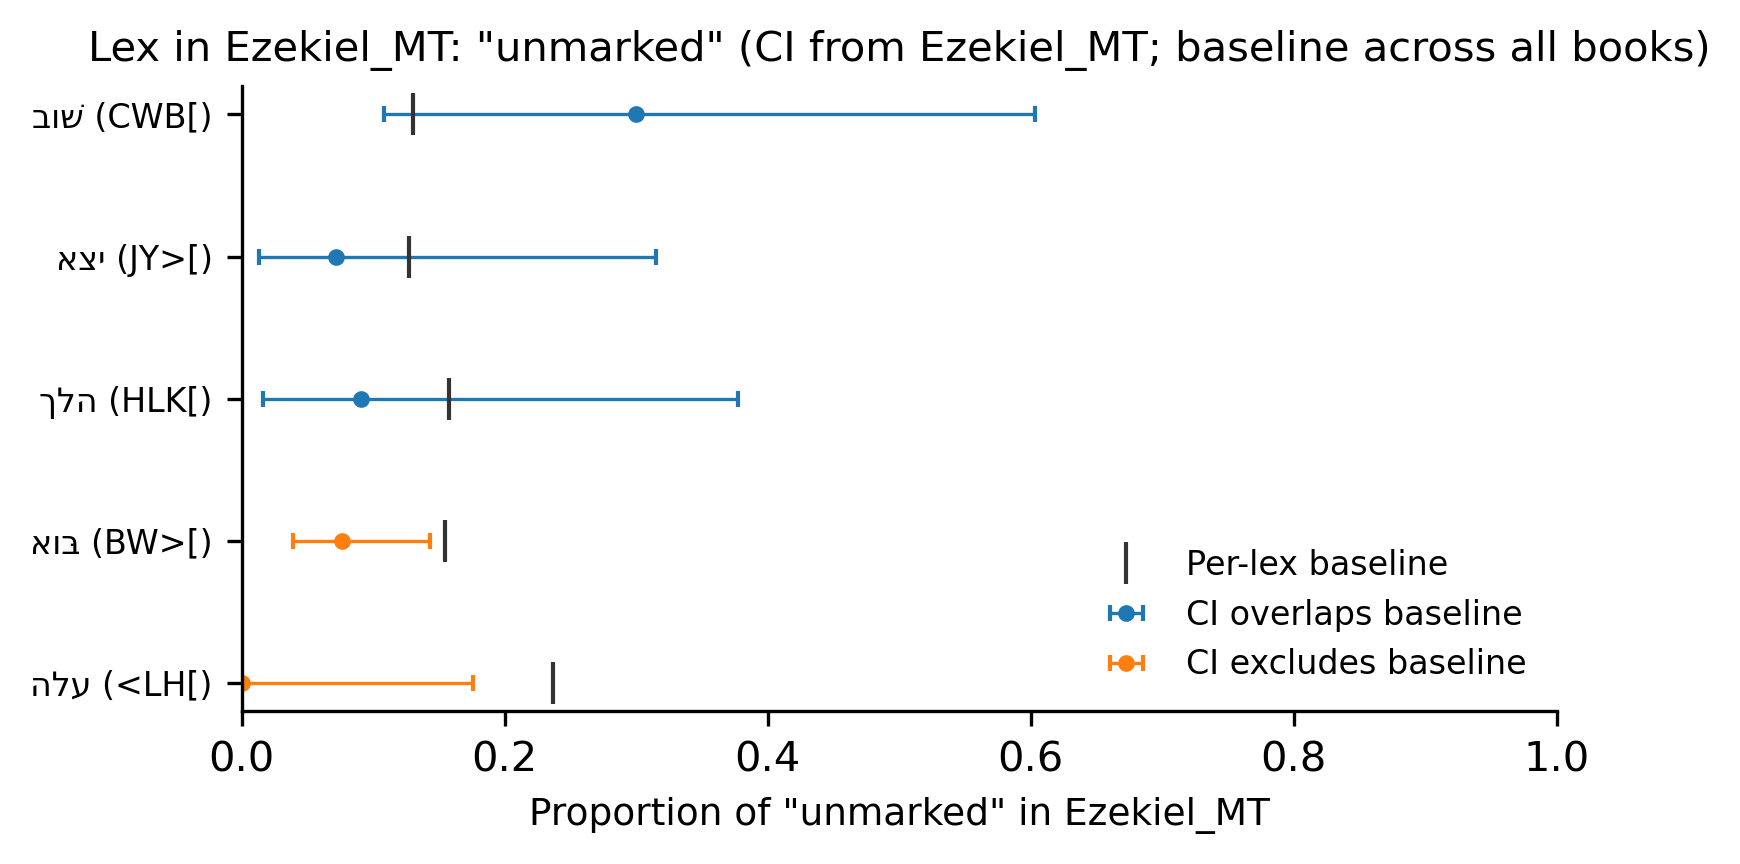 Lex in Ezekiel_MT: "unmarked" (CI from Ezekiel_MT; baseline across all books)
שׁוב (CWB[)
יצא (JY>[)
הלך (HLK[)
בּוא (BW>[)
עלה (<LH[)
Per-lex baseline
CI overlaps baseline
CI excludes baseline
0.0 0.2 0.4 0.6 0.8 1.0
Proportion of "unmarked" in Ezekiel_MT